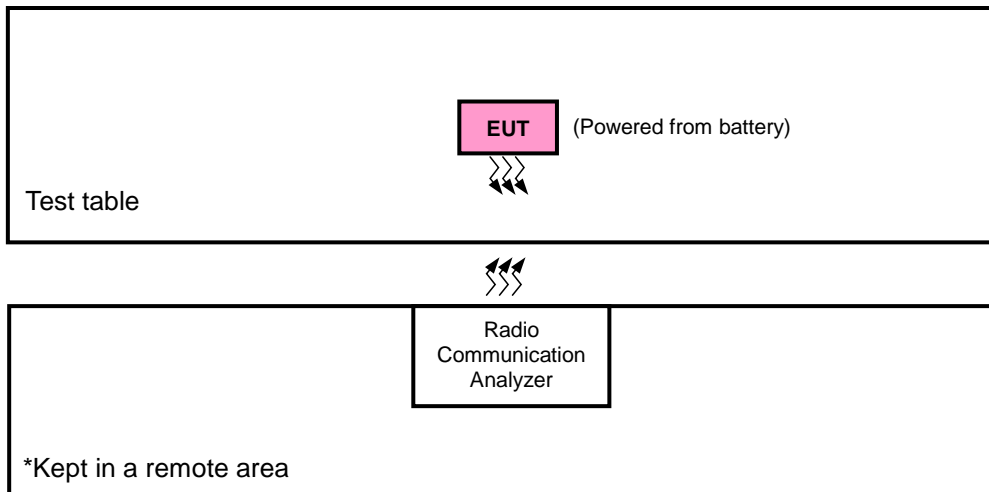 EUT
(Powered from battery)
Test table
Radio
Communication
Analyzer
*Kept in a remote area